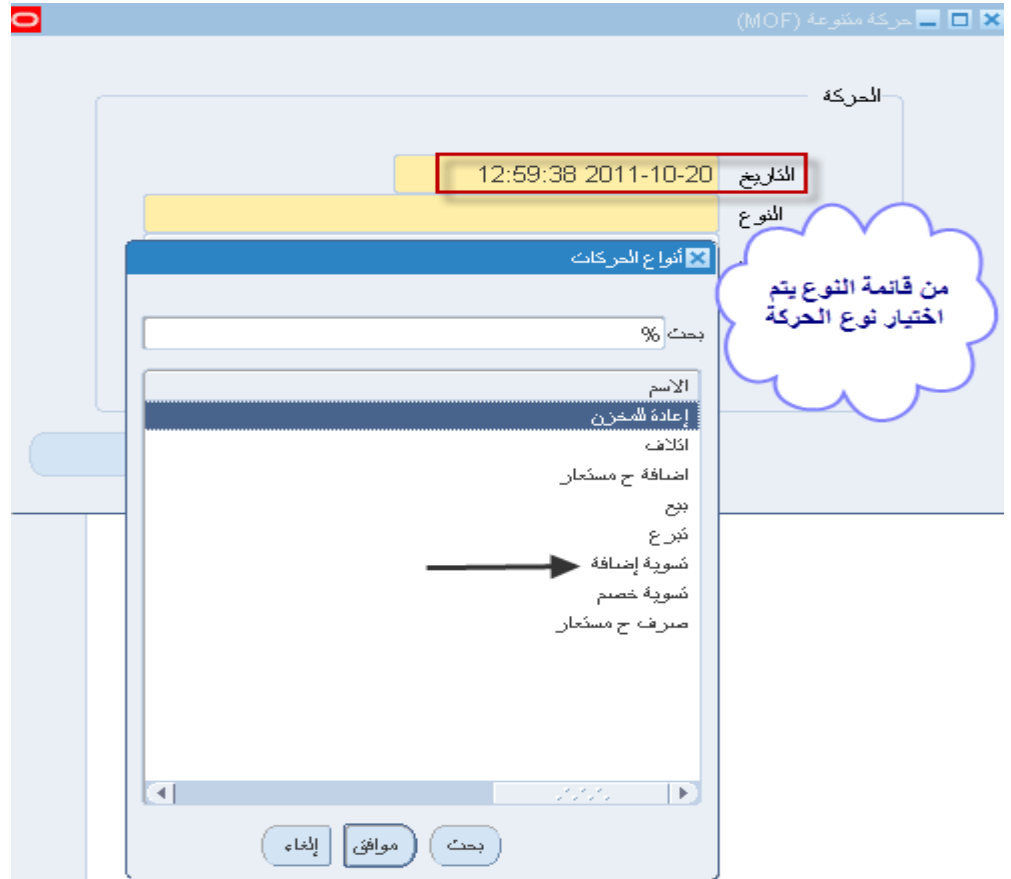 حركة متنوعة (MOF)
الحركة
التاريخ
12:59:38 2011-10-20
النوع
من قائمة النوع يتم
اختيار نوع الحركة
أنواع الحركات
بحث %
الاسم
إعادة للمخزن
اتلاف
اضافة ح مستعار
بيع
تبرع
تسوية إضافة
تسوية خصم
صرف ح مستعار
بحث
موافق
إلغاء